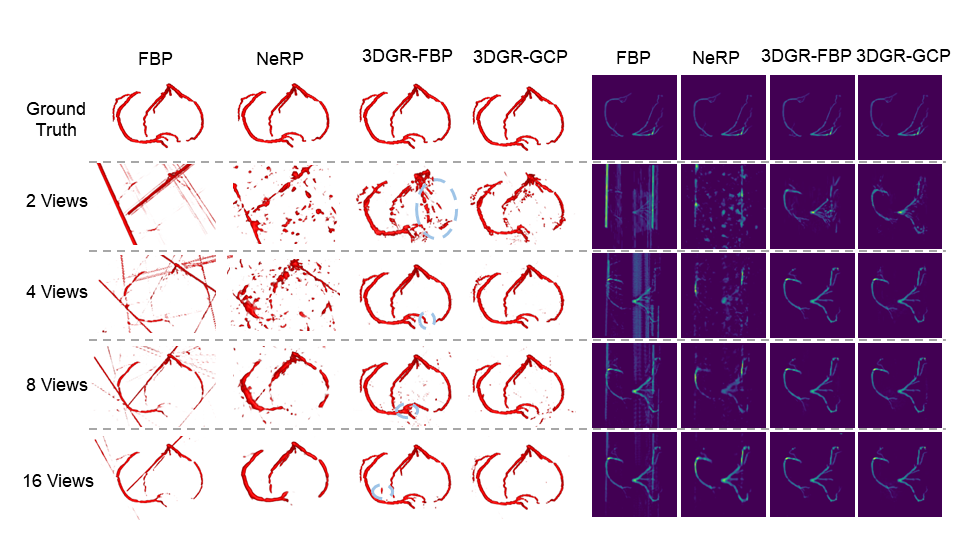 FBP NeRP 3DGR-FBP 3DGR-GCP FBP NeRP 3DGR-FBP 3DGR-GCP
Ground
Truth
2 Views
4 Views
8 Views
16 Views